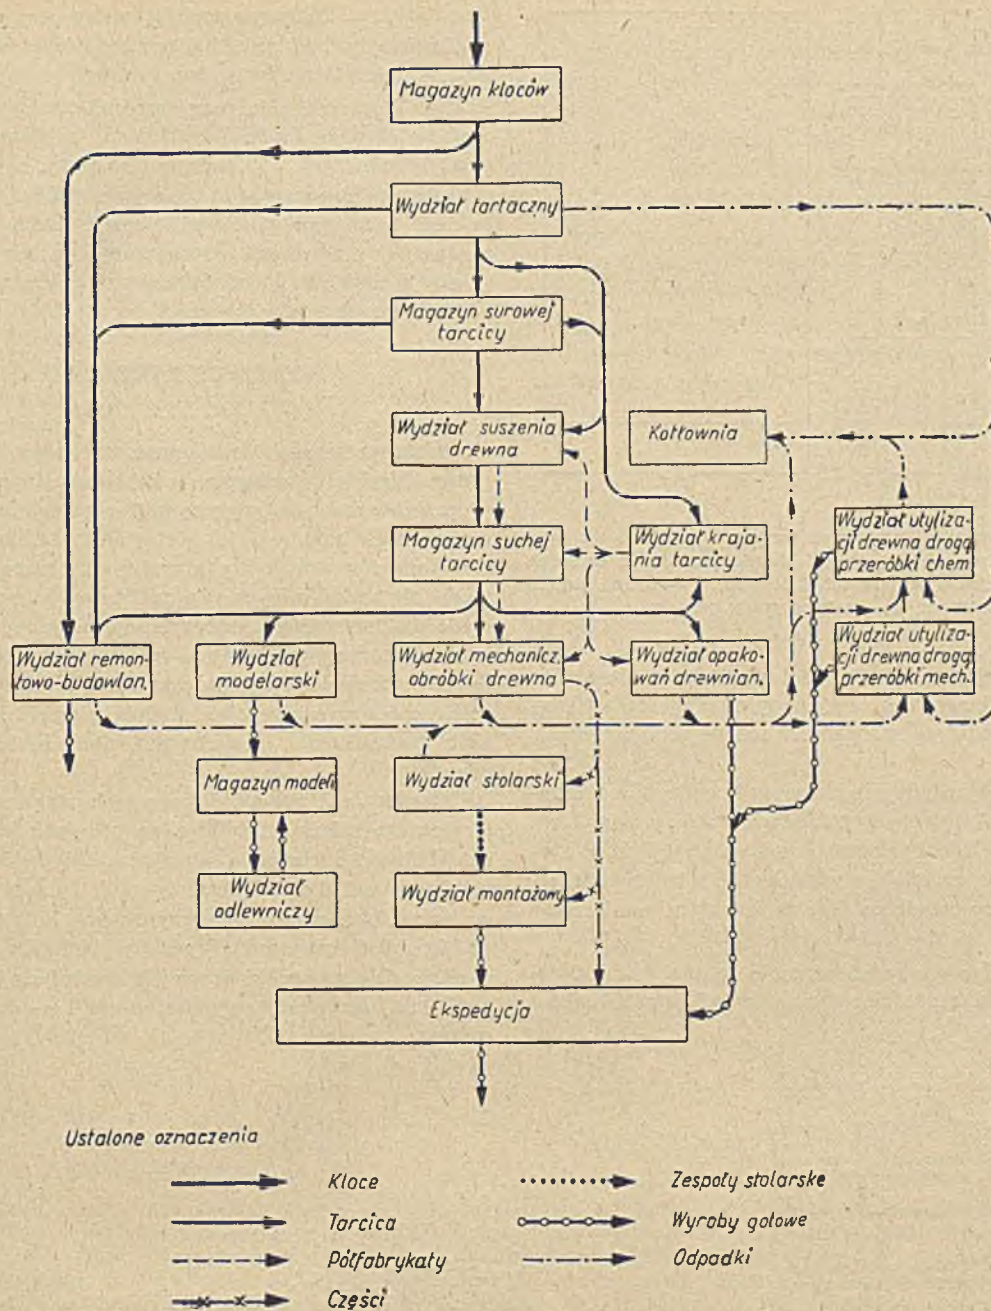 Magazyn kloców
Wydział tartaczny
Magazyn surowej
tarcicy
Wydział suszenia
drewna
Kotłownia
Magazyn suchej
tarcicy
Wydział kraja-
nia tarcicy
Wydział utyliza-
cji drewna drogą
przeróbki chem.
Wydział remon-
towo-budowlan.
Wydział
modelarski
Wydział mechanicz.
obróbki drewna
Wydział opako-
wań drewnian.
Wydział utyliza-
cji drewna drogą
przeróbki mech.
Magazyn modeli
Wydział stolarski
Wydział
odlewniczy
Wydział montażowy
Ekspedycja
Ustalone oznaczenia
Kloce
Tarcica
Półfabrykaty
Części
Zespoły stolarske
Wyroby gotowe
Odpadki